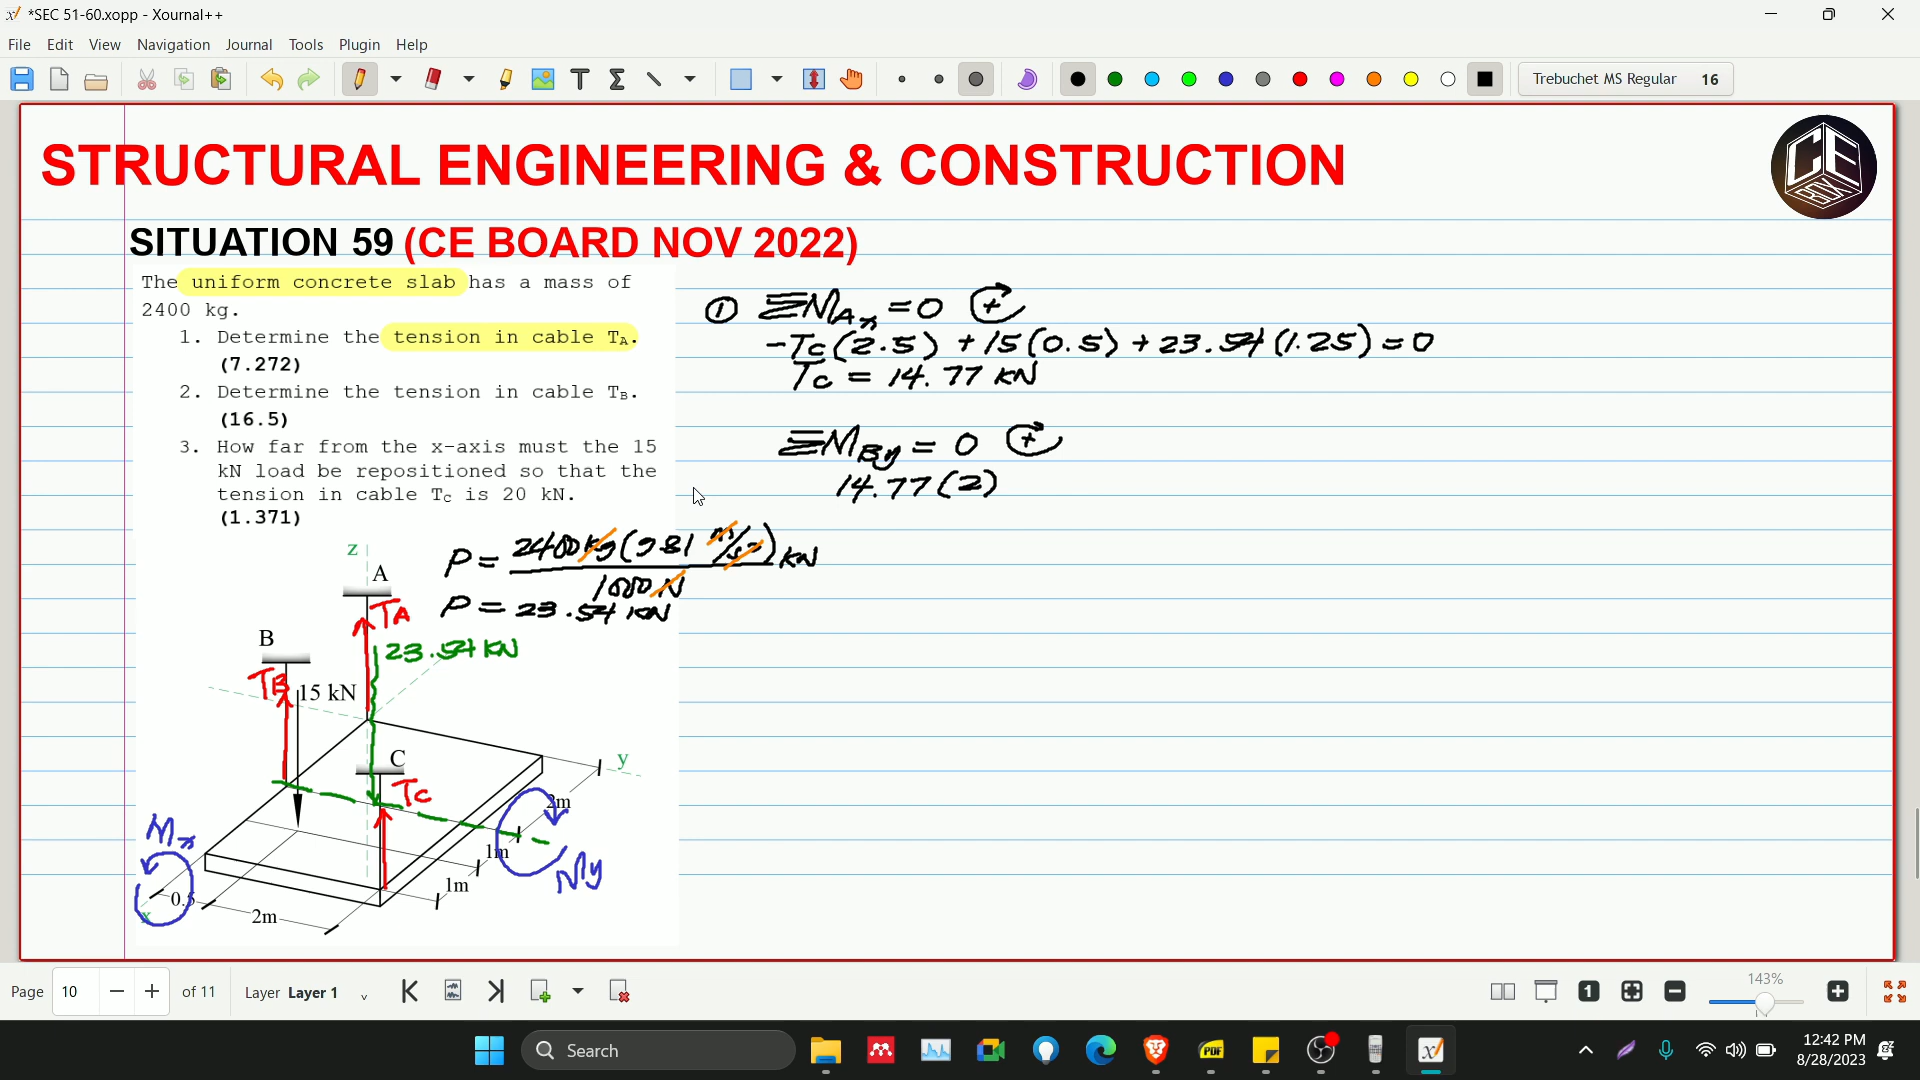 *SEC 51-60.xopp - Xournal++
File Edit View Navigation Journal Tools Plugin Help
Trebuchet MS Regular 16
STRUCTURAL ENGINEERING & CONSTRUCTION
CE
BOX
SITUATION 59 (CE BOARD NOV 2022)
The uniform concrete slab has a mass of
2400 kg.
1. Determine the tension in cable TA.
(7.272)
2. Determine the tension in cable TB.
(16.5)
3. How far from the x-axis must the 15
kN load be repositioned so that the
tension in cable TC is 20 kN.
(1.371)
① ΣMAx = 0 (+)
-Tc(2.5) + 15(0.5) + 23.54(1.25) = 0
Tc = 14.77 KN
ΣMBy = 0 (+)
14.77(2)
P = 2400kg(9.81 m/s2) KN
1000 N
P = 23.54 KN
z
A
TA
23.54 KN
B
TB
15 kN
C
TC
y
2m
1m
1m
Mx
My
0.5
2m
x
Page 10 of 11 Layer Layer 1
143%
Search
12:42 PM
8/28/2023